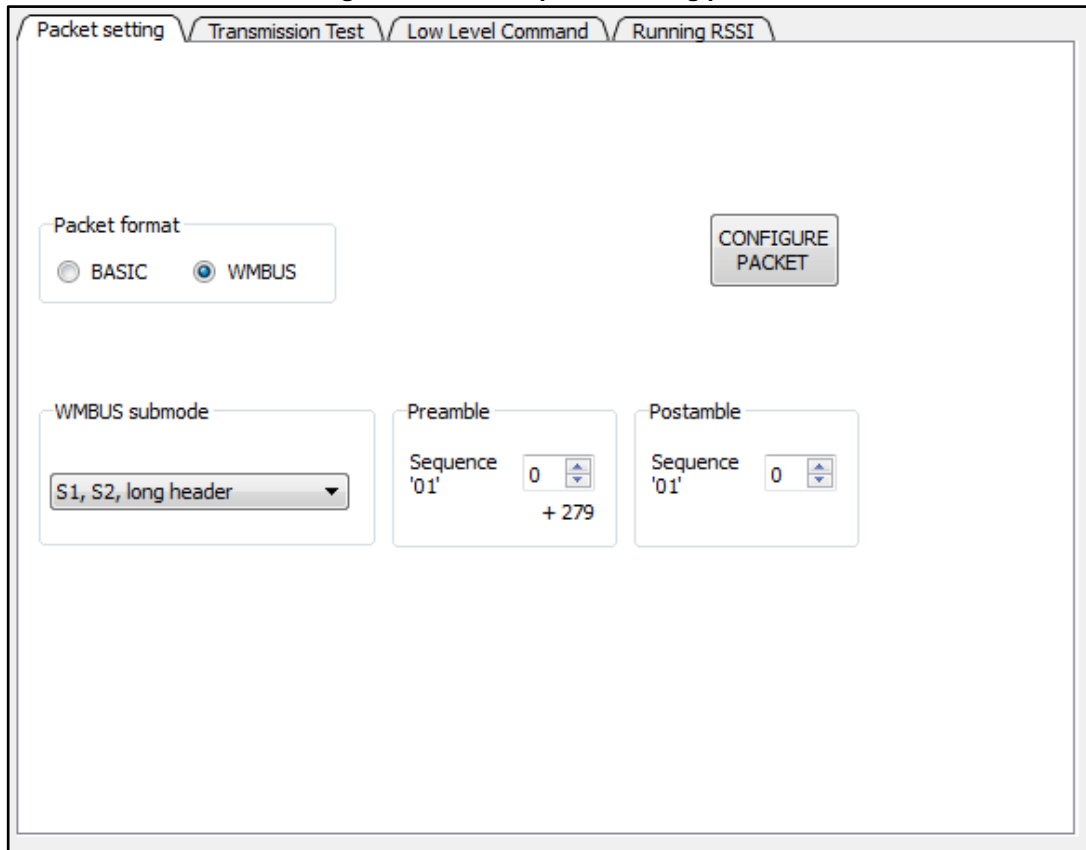 Packet setting
Transmission Test
Low Level Command
Running RSSI
Packet format
BASIC
WMBUS
CONFIGURE
PACKET
WMBUS submode
S1, S2, long header
Preamble
Sequence
'01'
0
+ 279
Postamble
Sequence
'01'
0